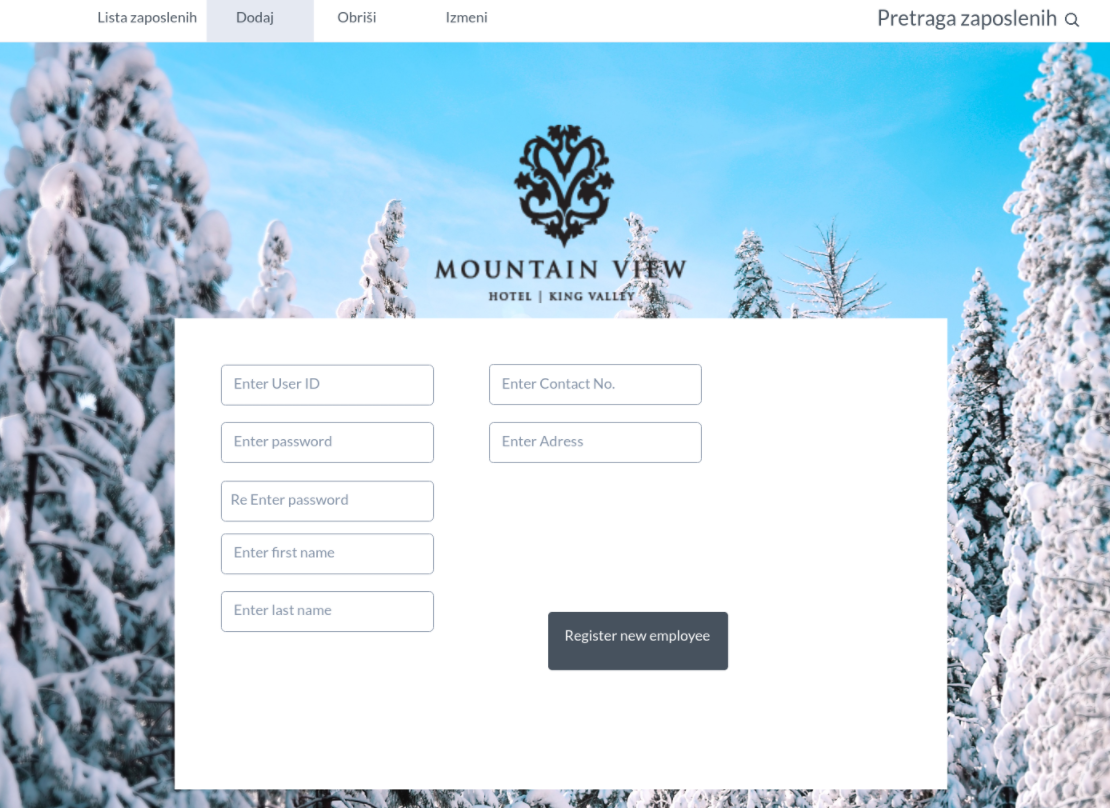 Lista zaposlenih Dodaj Obriši Izmeni Pretraga zaposlenih
MOUNTAIN VIEW
HOTEL | KING VALLEY
Enter User ID
Enter password
Re Enter password
Enter first name
Enter last name
Enter Contact No.
Enter Adress
Register new employee